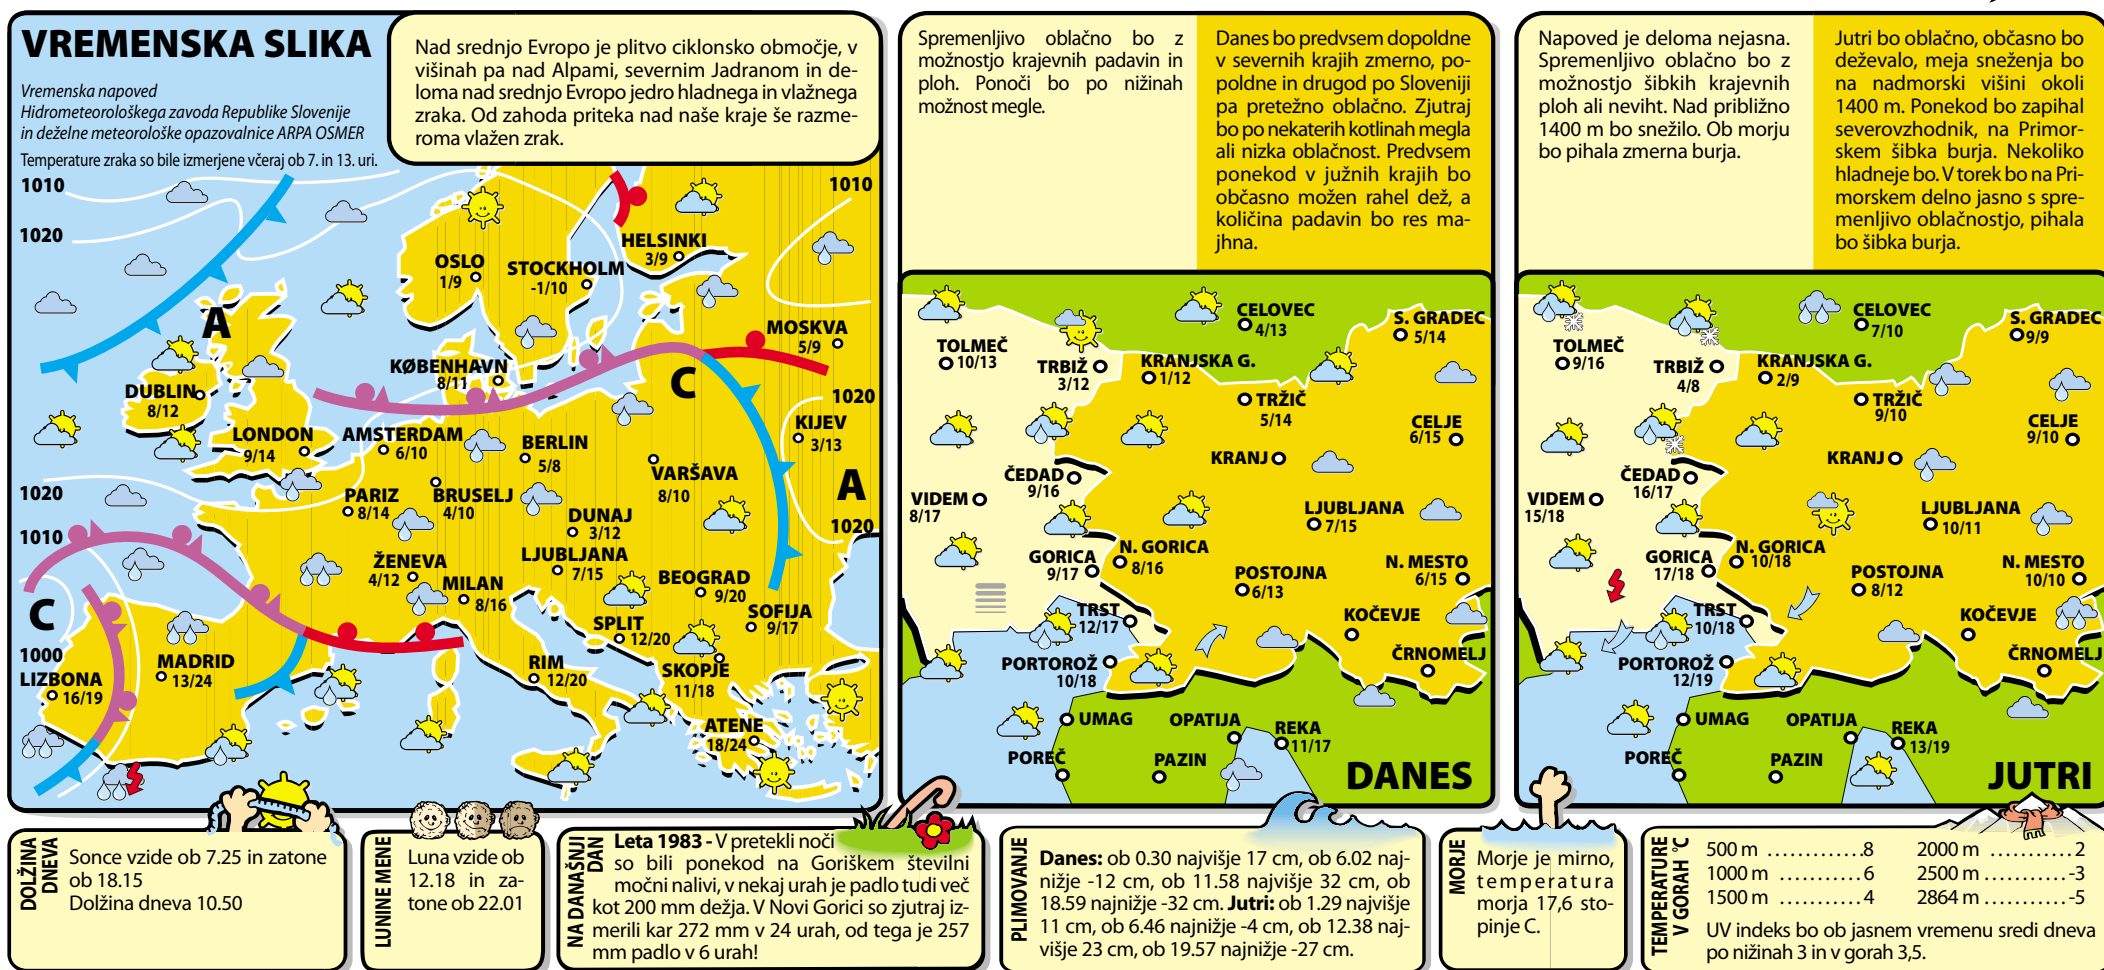 VREMENSKA SLIKA
Vremenska napoved
Hidrometeorološkega zavoda Republike Slovenije
in deželne meteorološke opazovalnice ARPA OSMER
Temperature zraka so bile izmerjene včeraj ob 7. in 13. uri.
Nad srednjo Evropo je plitvo ciklonsko območje, v
višinah pa nad Alpami, severnim Jadranom in de-
loma nad srednjo Evropo jedro hladnega in vlažnega
zraka. Od zahoda priteka nad naše kraje še razme-
roma vlažen zrak.
1010
1020
1010
HELSINKI
3/9
OSLO
1/9
STOCKHOLM
-1/10
A
MOSKVA
5/9
KØBENHAVN
8/11
C
DUBLIN
8/12
1020
KIJEV
3/13
LONDON
9/14
AMSTERDAM
6/10
BERLIN
5/8
VARŠAVA
8/10
A
1020
PARIZ
8/14
BRUSELJ
4/10
DUNAJ
3/12
1020
1010
ŽENEVA
4/12
LJUBLJANA
7/15
MILAN
8/16
BEOGRAD
9/20
C
SPLIT
12/20
SOFIJA
9/17
1000
LIZBONA
16/19
MADRID
13/24
RIM
12/20
SKOPJE
11/18
ATENE
18/24
Spremenljivo oblačno bo z
možnostjo krajevnih padavin in
ploh. Ponoči bo po nižinah
možnost megle.
Danes bo predvsem dopoldne
v severnih krajih zmerno, po-
poldne in drugod po Sloveniji
pa pretežno oblačno. Zjutraj
bo po nekaterih kotlinah megla
ali nizka oblačnost. Predvsem
ponekod v južnih krajih bo
občasno možen rahel dež, a
količina padavin bo res ma-
jhna.
CELOVEC
4/13
S. GRADEC
5/14
TOLMEČ
10/13
TRBIŽ
3/12
KRANJSKA G.
1/12
TRŽIČ
5/14
CELJE
6/15
KRANJ
ČEDAD
9/16
VIDEM
8/17
LJUBLJANA
7/15
GORICA
9/17
N. GORICA
8/16
POSTOJNA
6/13
N. MESTO
6/15
TRST
12/17
KOČEVJE
PORTOROŽ
10/18
ČRNOMELJ
UMAG
OPATIJA
REKA
11/17
POREČ
PAZIN
DANES
Napoved je deloma nejasna.
Spremenljivo oblačno bo z
možnostjo šibkih krajevnih
ploh ali neviht. Nad približno
1400 m bo snežilo. Ob morju
bo pihala zmerna burja.
Jutri bo oblačno, občasno bo
deževalo, meja sneženja bo
na nadmorski višini okoli
1400 m. Ponekod bo zapihal
severovzhodnik, na Primor-
skem šibka burja. Nekoliko
hladneje bo. V torek bo na Pri-
morskem delno jasno s spre-
menljivo oblačnostjo, pihala
bo šibka burja.
CELOVEC
7/10
S. GRADEC
9/9
TOLMEČ
9/16
TRBIŽ
4/8
KRANJSKA G.
2/9
TRŽIČ
9/10
CELJE
9/10
KRANJ
ČEDAD
16/17
VIDEM
15/18
LJUBLJANA
10/11
GORICA
17/18
N. GORICA
10/18
POSTOJNA
8/12
N. MESTO
10/10
TRST
10/18
KOČEVJE
PORTOROŽ
12/19
ČRNOMELJ
UMAG
OPATIJA
REKA
13/19
POREČ
PAZIN
JUTRI
DOLŽINA
DNEVA
Sonce vzide ob 7.25 in zatone
ob 18.15
Dolžina dneva 10.50
LUNINE MENE
Luna vzide ob
12.18 in za-
tone ob 22.01
NA DANAŠNJI
DAN
Leta 1983 - V pretekli noči
so bili ponekod na Goriškem številni
močni nalivi, v nekaj urah je padlo tudi več
kot 200 mm dežja. V Novi Gorici so zjutraj iz-
merili kar 272 mm v 24 urah, od tega je 257
mm padlo v 6 urah!
PLIMOVANJE
Danes: ob 0.30 najvišje 17 cm, ob 6.02 naj-
nižje -12 cm, ob 11.58 najvišje 32 cm, ob
18.59 najnižje -32 cm. Jutri: ob 1.29 najvišje
11 cm, ob 6.46 najnižje -4 cm, ob 12.38 naj-
višje 23 cm, ob 19.57 najnižje -27 cm.
MORJE
Morje je mirno,
temperatura
morja 17,6 sto-
pinje C.
TEMPERATURE
V GORAH °C
500 m ............8
1000 m ..........6
1500 m ..........4
2000 m ..........2
2500 m .........-3
2864 m .........-5
UV indeks bo ob jasnem vremenu sredi dneva
po nižinah 3 in v gorah 3,5.